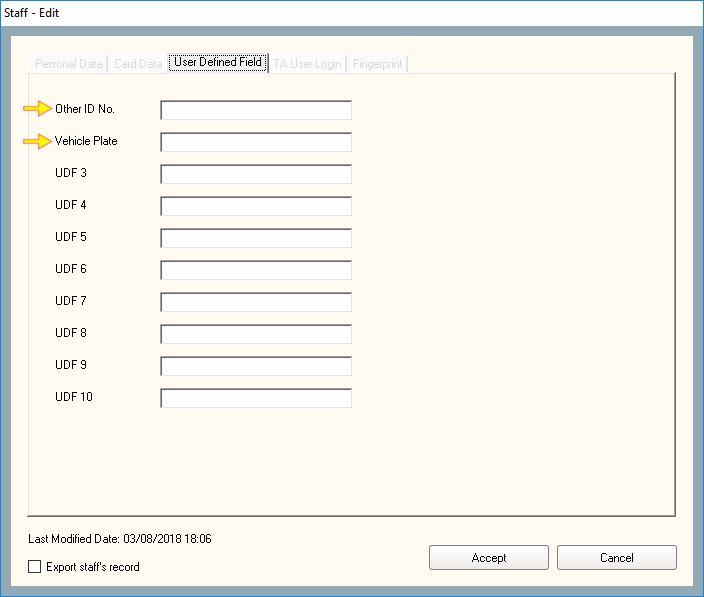 Staff - Edit
Personal Data Card Data User Defined Field TA User Login Fingerprint
Other ID No.
Vehicle Plate
UDF 3
UDF 4
UDF 5
UDF 6
UDF 7
UDF 8
UDF 9
UDF 10
Last Modified Date: 03/08/2018 18:06
Export staff's record
Accept
Cancel